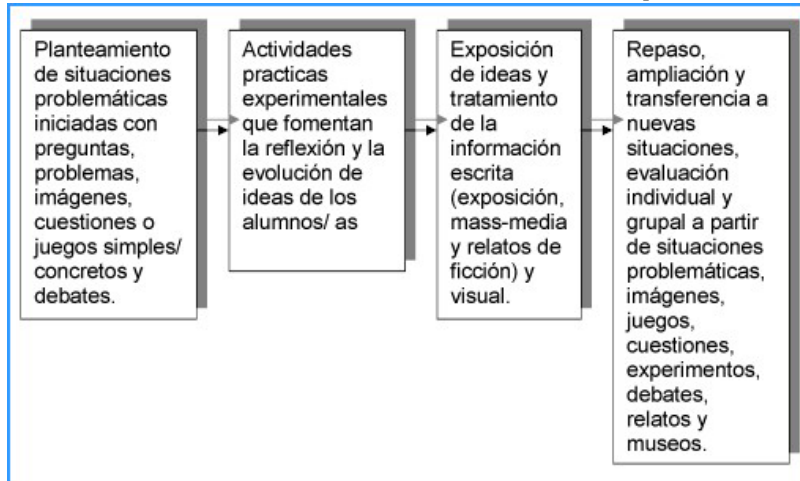 Planteamiento
de situaciones
problemáticas
iniciadas con
preguntas,
problemas,
imágenes,
cuestiones o
juegos simples/
concretos y
debates.
Actividades
practicas
experimentales
que fomentan
la reflexión y la
evolución de
ideas de los
alumnos/ as
Exposición
de ideas y
tratamiento
de la
información
escrita
(exposición,
mass-media
y relatos de
ficción) y
visual.
Repaso,
ampliación y
transferencia a
nuevas
situaciones,
evaluación
individual y
grupal a partir
de situaciones
problemáticas,
imágenes,
juegos,
cuestiones,
experimentos,
debates,
relatos y
museos.